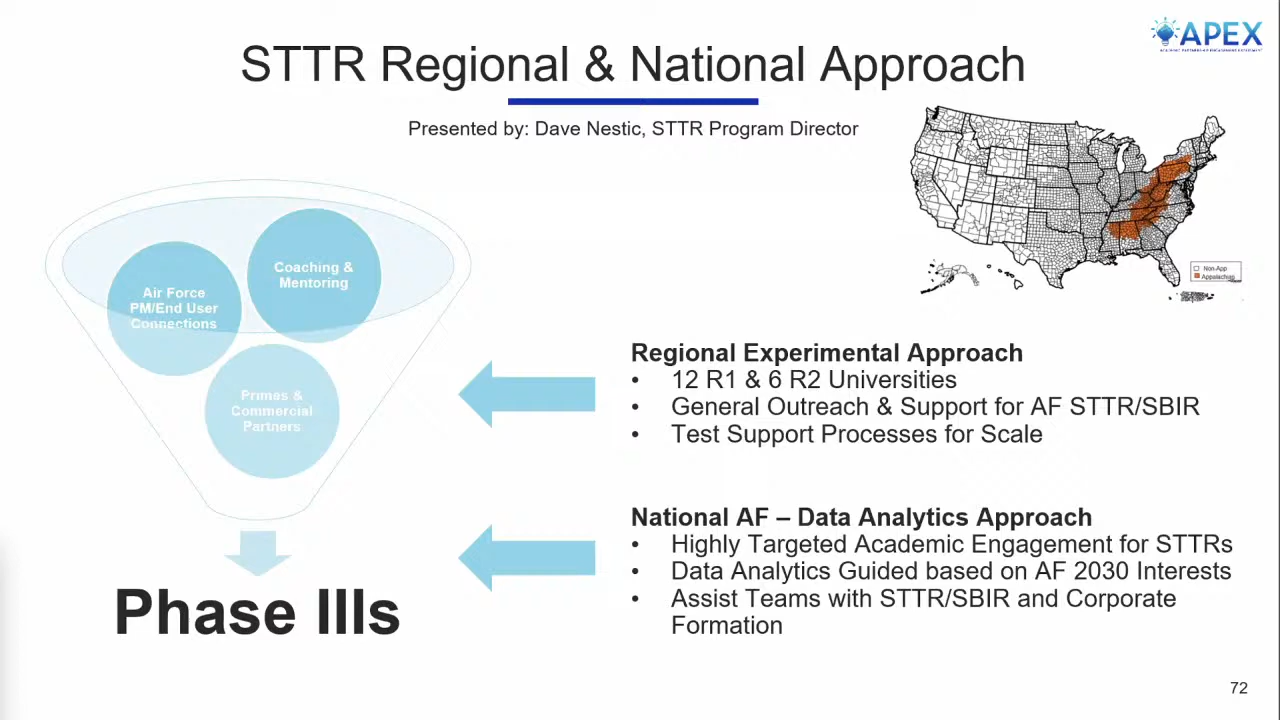 APEX
STTR Regional & National Approach
Presented by: Dave Nestic, STTR Program Director
Non-App
Appalachian
Coaching &
Mentoring
Air Force
PM/End User
Connections
Primes &
Commercial
Partners
Phase IIIs
Regional Experimental Approach
• 12 R1 & 6 R2 Universities
• General Outreach & Support for AF STTR/SBIR
• Test Support Processes for Scale
National AF – Data Analytics Approach
• Highly Targeted Academic Engagement for STTRs
• Data Analytics Guided based on AF 2030 Interests
• Assist Teams with STTR/SBIR and Corporate
Formation
72